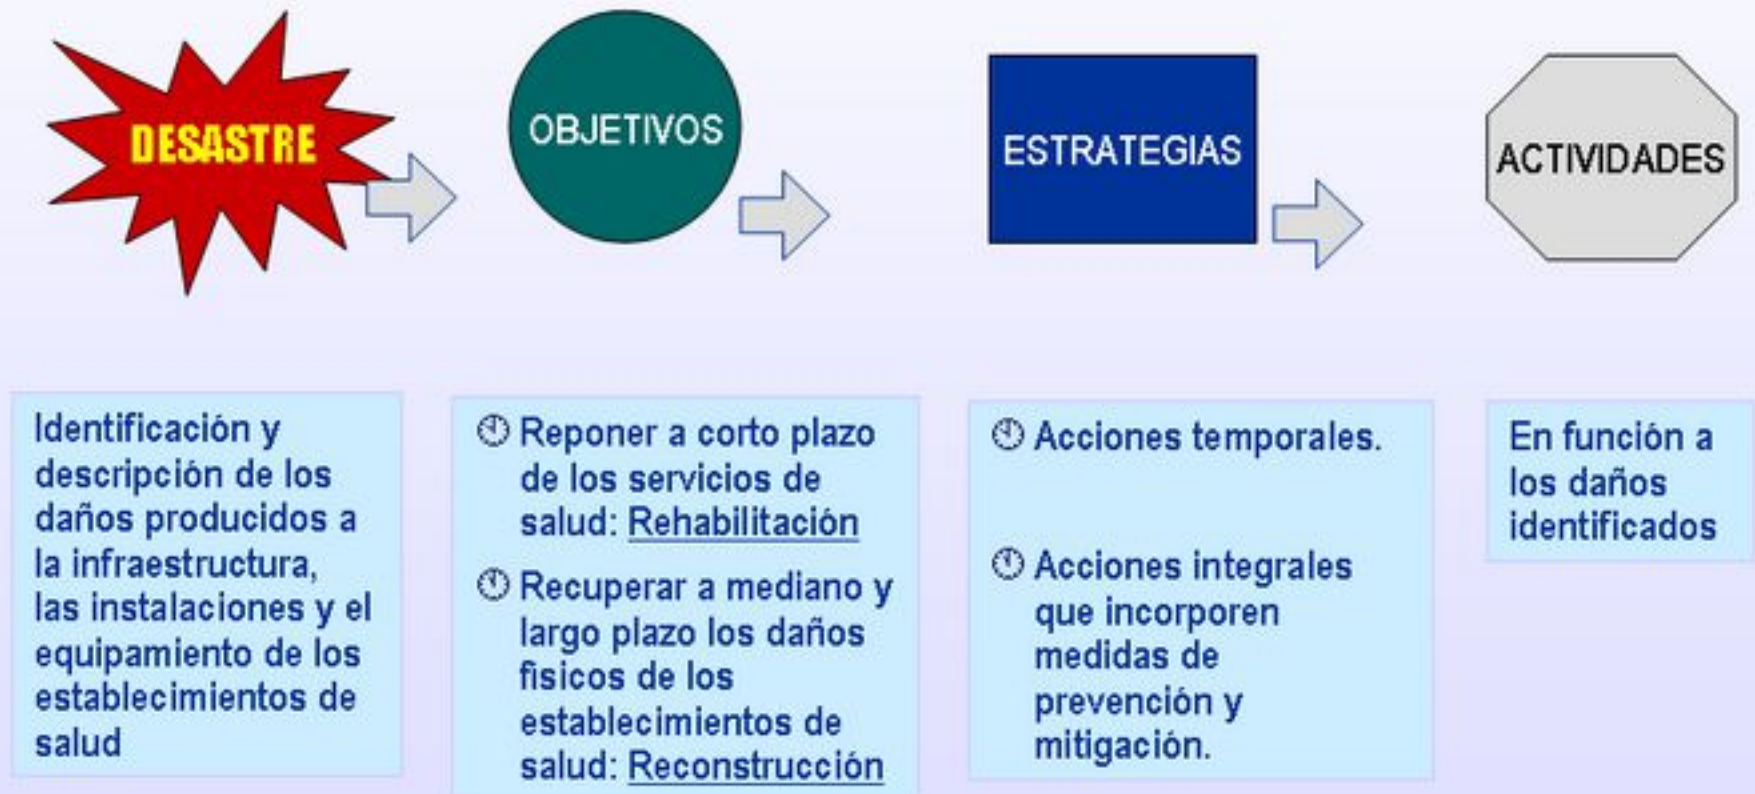 DESASTRE
OBJETIVOS
ESTRATEGIAS
ACTIVIDADES
Identificación y
descripción de los
daños producidos a
la infraestructura,
las instalaciones y el
equipamiento de los
establecimientos de
salud
Reponer a corto plazo
de los servicios de
salud: Rehabilitación
Recuperar a mediano y
largo plazo los daños
fisicos de los
establecimientos de
salud: Reconstrucción
Acciones temporales.
Acciones integrales
que incorporen
medidas de
prevención y
mitigación.
En función a
los daños
identificados